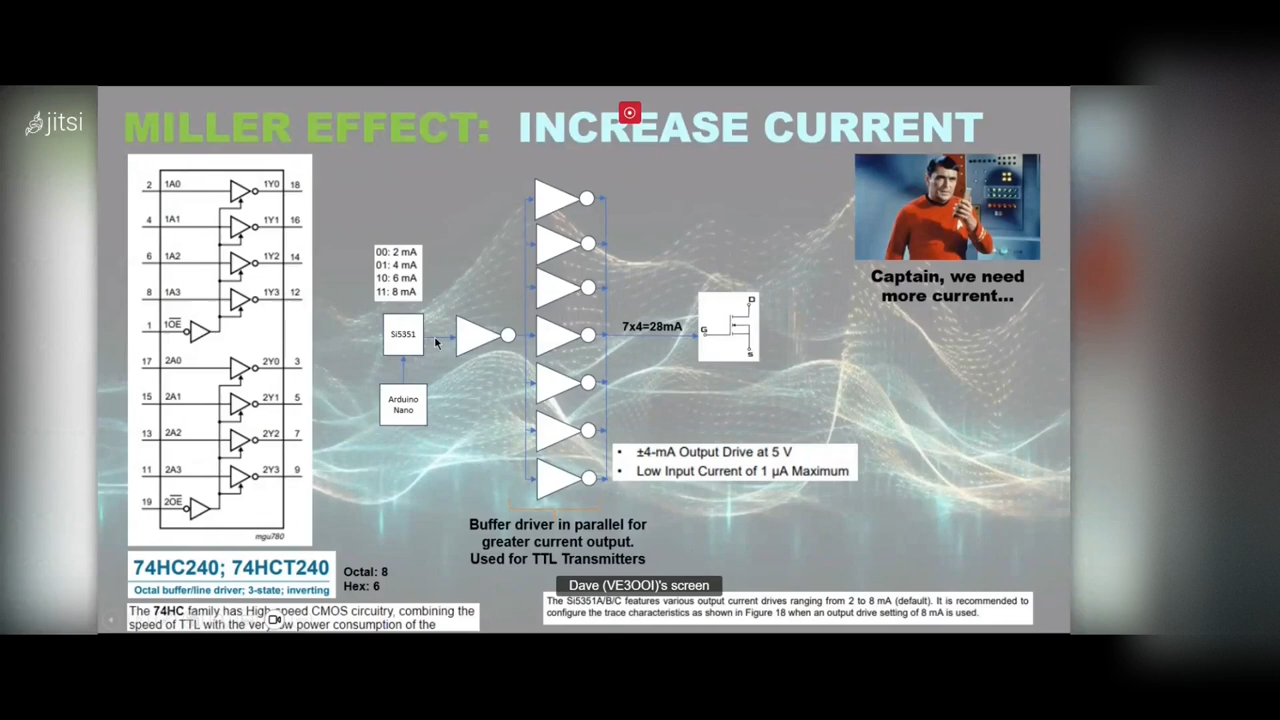 jitsi
MILLER EFFECT: INCREASE CURRENT
2 1A0 1Y0 18
4 1A1 1Y1 16
6 1A2 1Y2 14
8 1A3 1Y3 12
1 1OE
17 2A0 2Y0 3
15 2A1 2Y1 5
13 2A2 2Y2 7
11 2A3 2Y3 9
19 2OE
mgu780
74HC240; 74HCT240
Octal buffer/line driver; 3-state; inverting
Octal: 8
Hex: 6
The 74HC family has High speed CMOS circuitry, combining the
speed of TTL with the very low power consumption of the
00: 2 mA
01: 4 mA
10: 6 mA
11: 8 mA
Si5351
Arduino
Nano
7x4=28mA
G
D
S
• ±4-mA Output Drive at 5 V
• Low Input Current of 1 µA Maximum
Buffer driver in parallel for
greater current output.
Used for TTL Transmitters
Dave (VE3OOI)'s screen
The Si5351A/B/C features various output current drives ranging from 2 to 8 mA (default). It is recommended to
configure the trace characteristics as shown in Figure 18 when an output drive setting of 8 mA is used.
Captain, we need
more current...